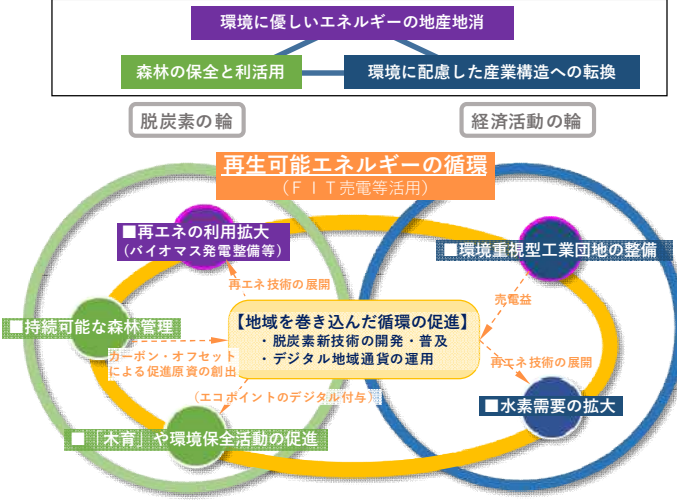 環境に優しいエネルギーの地産地消
森林の保全と利活用
環境に配慮した産業構造への転換
脱炭素の輪
経済活動の輪
再生可能エネルギーの循環
（ＦＩＴ売電等活用）
■再エネの利用拡大
（バイオマス発電整備等）
■環境重視型工業団地の整備
再エネ技術の展開
売電益
■持続可能な森林管理
【地域を巻き込んだ循環の促進】
・脱炭素新技術の開発・普及
・デジタル地域通貨の運用
カーボン・オフセット
による促進原資の創出
再エネ技術の展開
（エコポイントのデジタル付与）
■水素需要の拡大
■「木育」や環境保全活動の促進